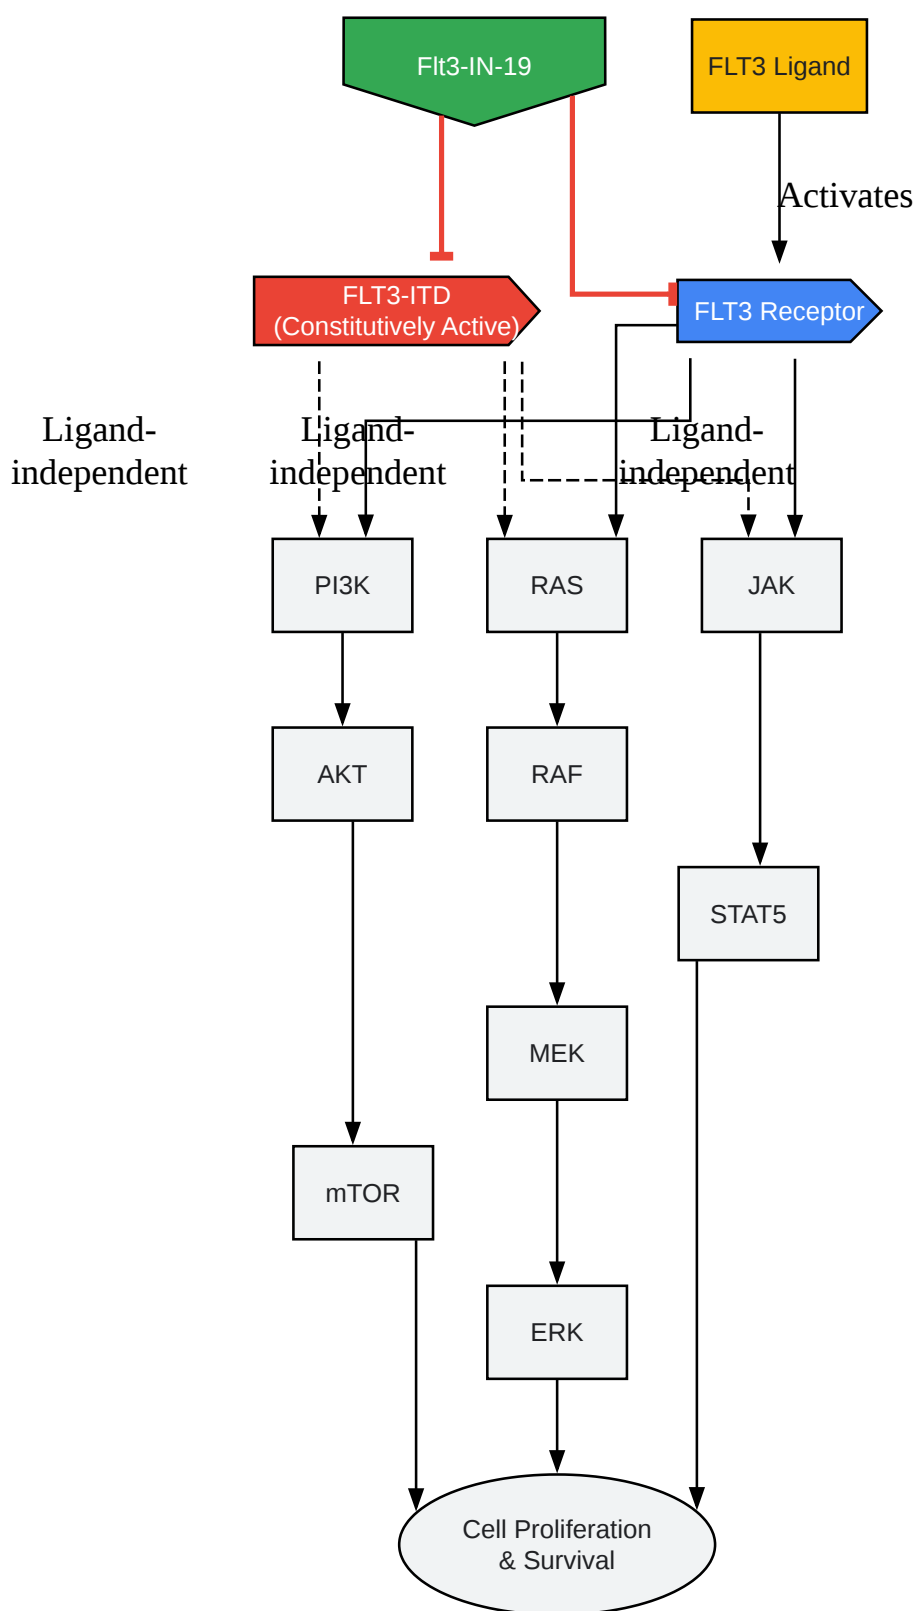 Flt3-IN-19
FLT3 Ligand
Activates
FLT3-ITD
(Constitutively Active)
FLT3 Receptor
Ligand-
independent
Ligand-
independent
Ligand-
independent
PI3K
RAS
JAK
AKT
RAF
STAT5
MEK
mTOR
ERK
Cell Proliferation
& Survival